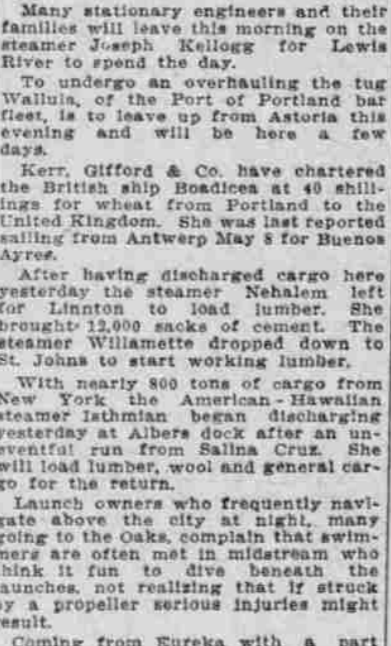 Many stationary engineers and their
families will leave this morning on the
steamer Joseph Kellogg for Lewis
River to spend the day.
To undergo an overhauling the tug
Wallula, of the Port of Portland bar
fleet, is to leave up from Astoria this
evening and will be here a few
days.
Kerr, Gifford & Co. have chartered
the British ship Boadicea at 40 shill-
ings for wheat from Portland to the
United Kingdom. She was last reported
sailing from Antwerp May 8 for Buenos
Ayres.
After having discharged cargo here
yesterday the steamer Nehalem left
for Linnton to load lumber. She
brought 12,000 sacks of cement. The
steamer Willamette dropped down to
St. Johns to start working lumber.
With nearly 800 tons of cargo from
New York the American-Hawaiian
steamer Isthmian began discharging
yesterday at Albers dock after an un-
eventful run from Salina Cruz. She
will load lumber, wool and general car-
go for the return.
Launch owners who frequently navi-
gate above the city at night, many
going to the Oaks, complain that swim-
mers are often met in midstream who
think it fun to dive beneath the
launches, not realizing that if struck
by a propeller serious injuries might
result.
Coming from Eureka with a part